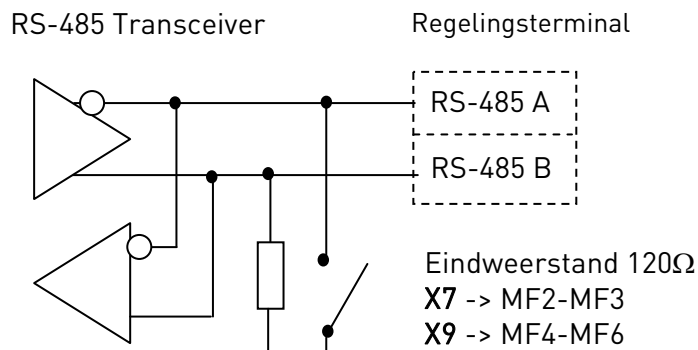 RS-485 Transceiver
Regelingsterminal
RS-485 A
RS-485 B
Eindweerstand 120Ω
X7 -> MF2-MF3
X9 -> MF4-MF6